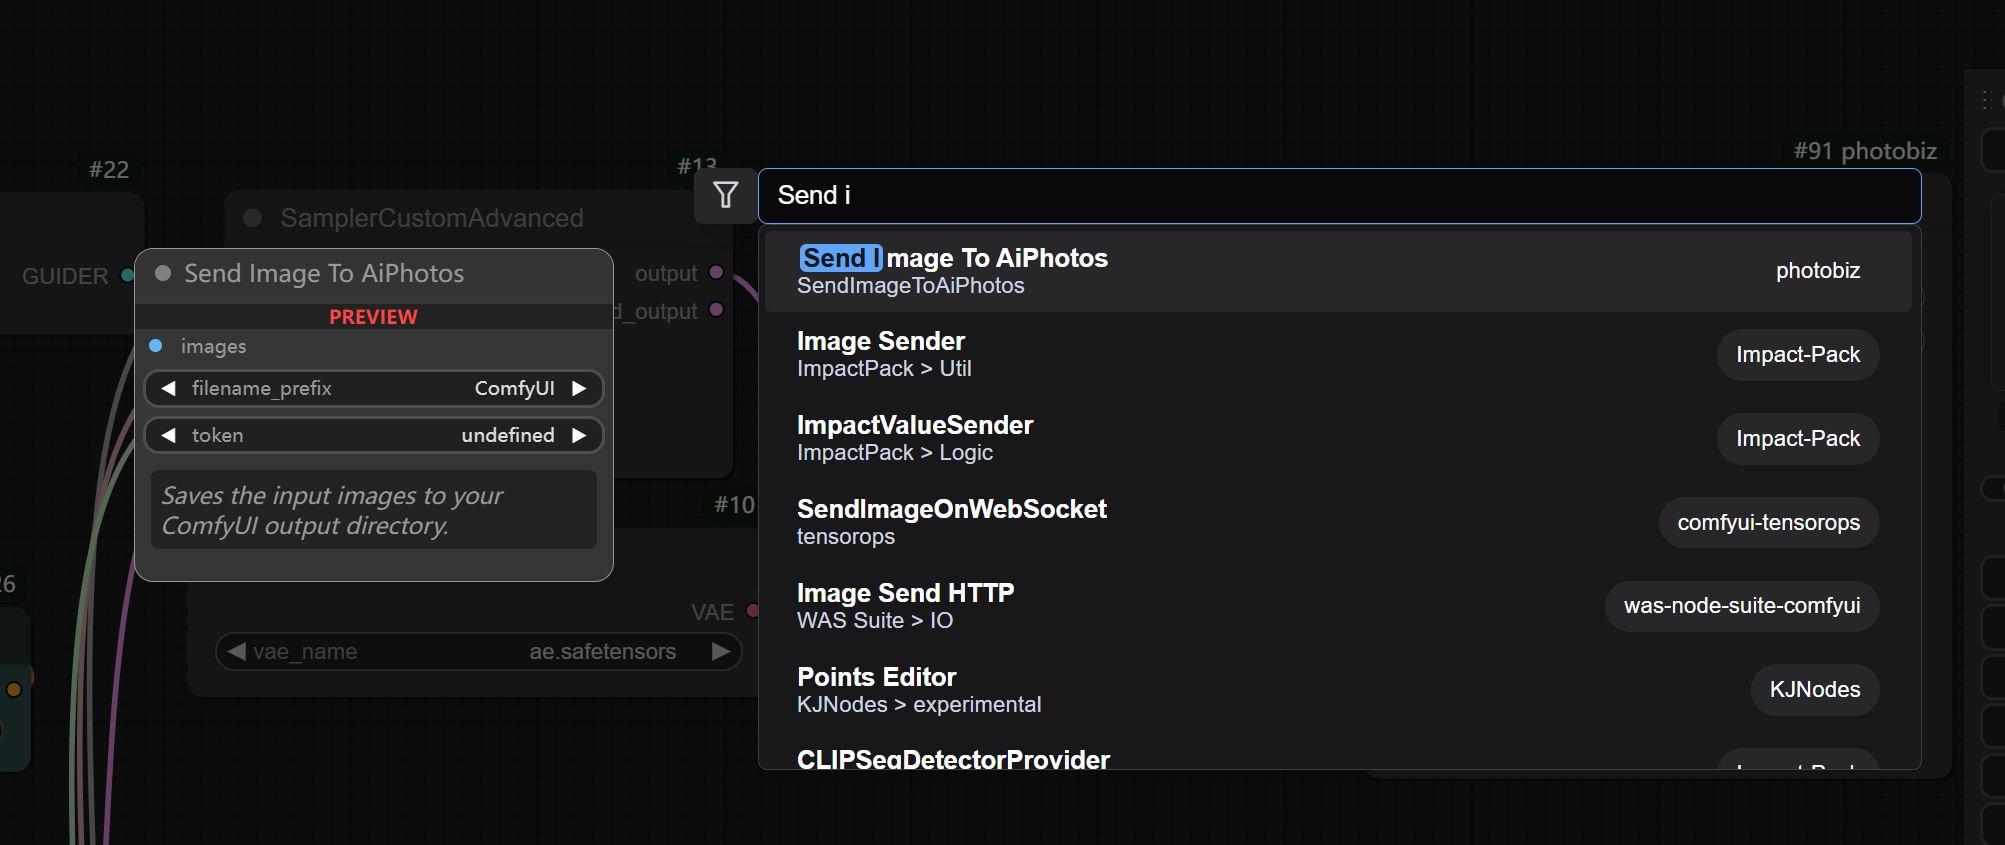 #22
#13
#91 photobiz
Send i
SamplerCustomAdvanced
GUIDER
output
d_output
Send Image To AiPhotos
PREVIEW
images
filename_prefix ComfyUI
token undefined
Saves the input images to your
ComfyUI output directory.
#10
26
VAE
vae_name ae.safetensors
Send Image To AiPhotos
SendImageToAiPhotos
photobiz
Image Sender
ImpactPack > Util
Impact-Pack
ImpactValueSender
ImpactPack > Logic
Impact-Pack
SendImageOnWebSocket
tensorops
comfyui-tensorops
Image Send HTTP
WAS Suite > IO
was-node-suite-comfyui
Points Editor
KJNodes > experimental
KJNodes
CLIPSegDetectorProvider